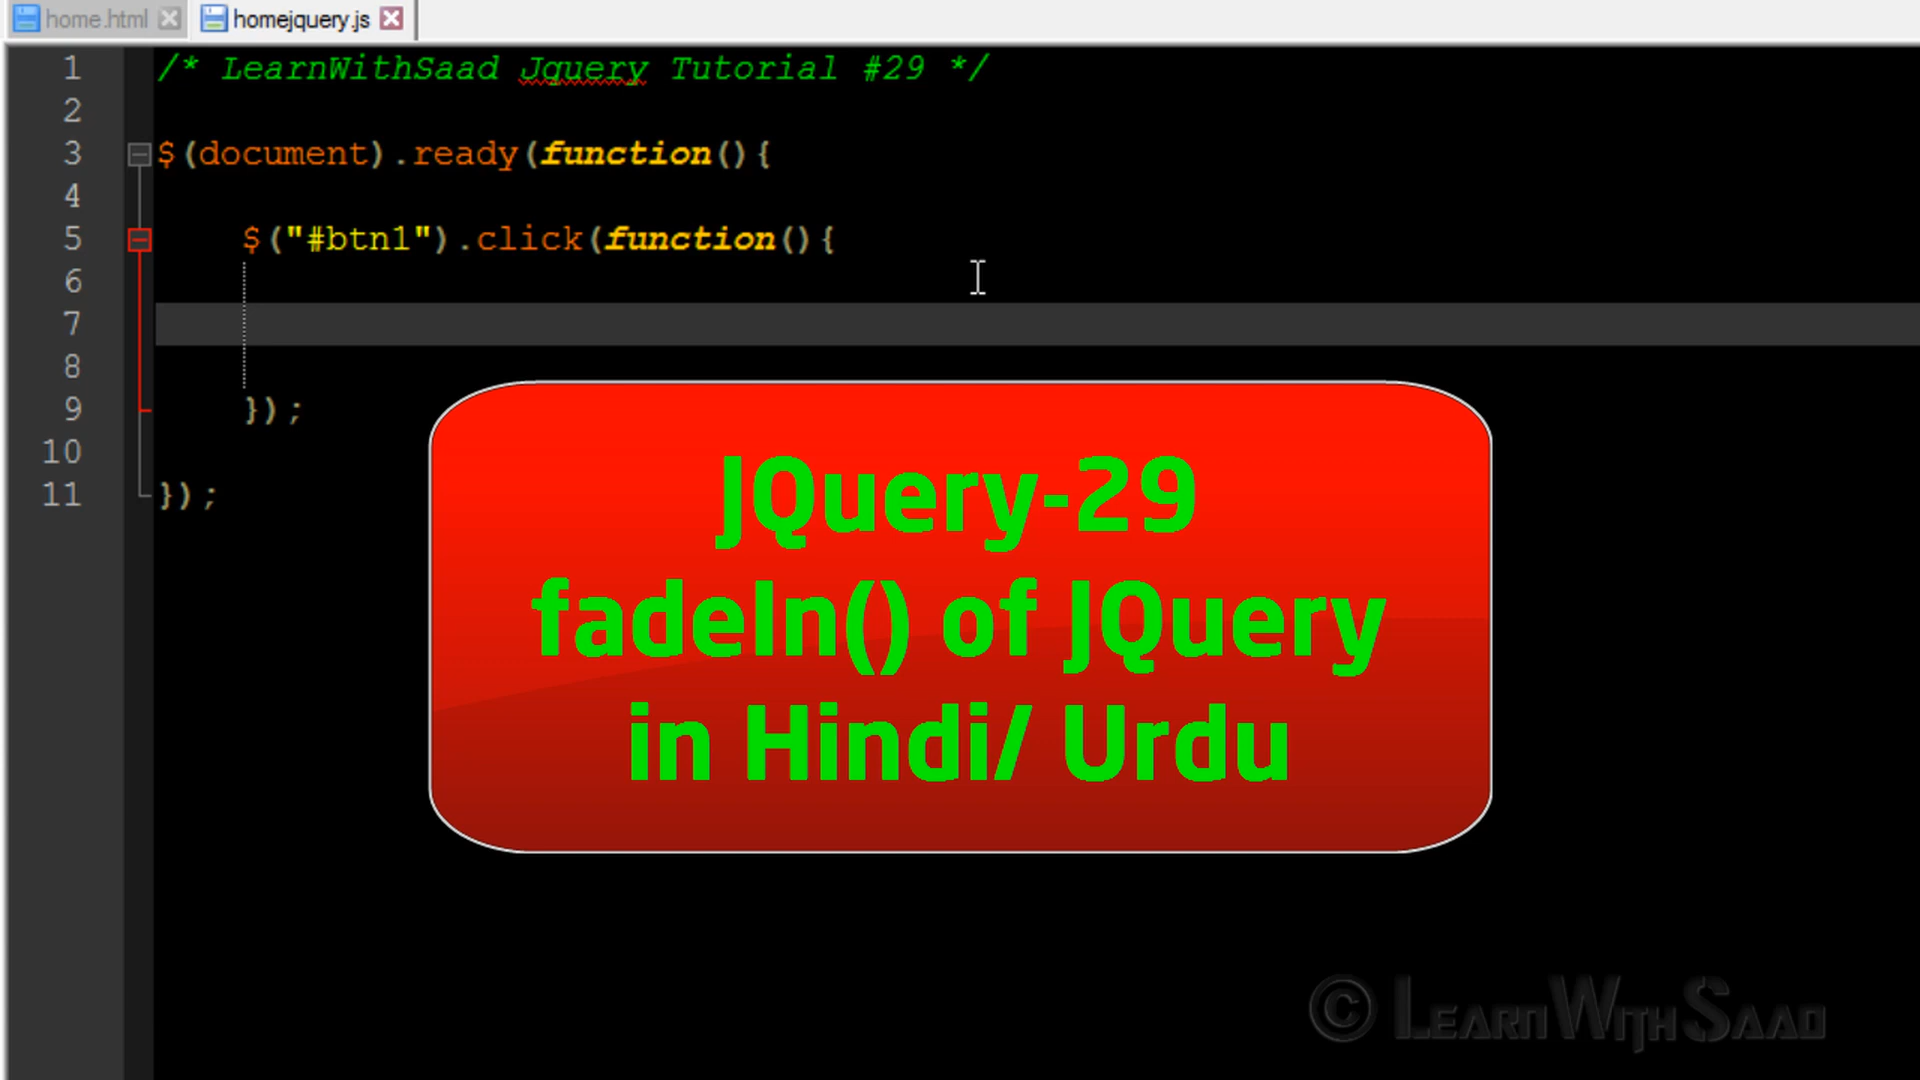 home.html homejquery.js
1 /* LearnWithSaad Jquery Tutorial #29 */
2
3 $(document).ready(function(){
4
5 $("#btn1").click(function(){
6
7
8
9 });
10
11 });
JQuery-29
fadeIn() of JQuery
in Hindi/ Urdu
© LearnWithSaad